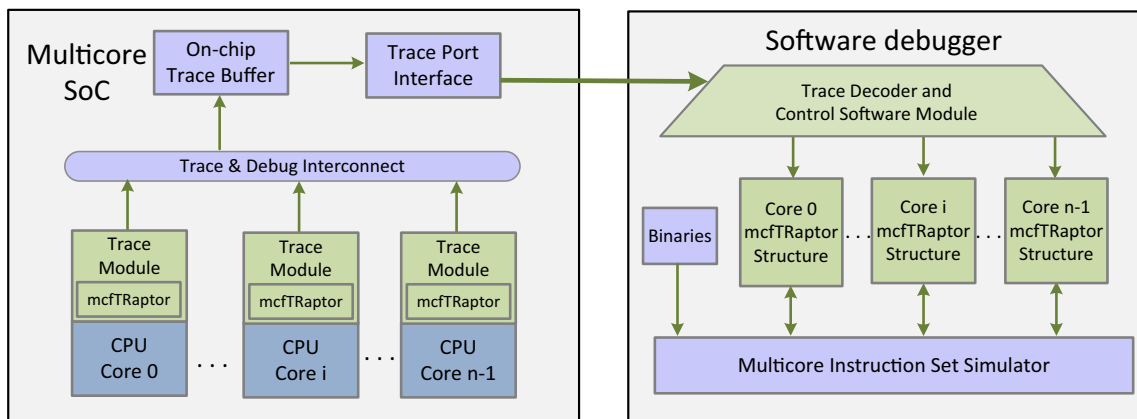 Multicore
SoC
On-chip
Trace Buffer
Trace Port
Interface
Trace & Debug Interconnect
Trace
Module
mcfTRaptor
CPU
Core 0
. . .
Trace
Module
mcfTRaptor
CPU
Core i
. . .
Trace
Module
mcfTRaptor
CPU
Core n-1
Software debugger
Trace Decoder and
Control Software Module
Binaries
Core 0
mcfTRaptor
Structure
. . .
Core i
mcfTRaptor
Structure
. . .
Core n-1
mcfTRaptor
Structure
Multicore Instruction Set Simulator